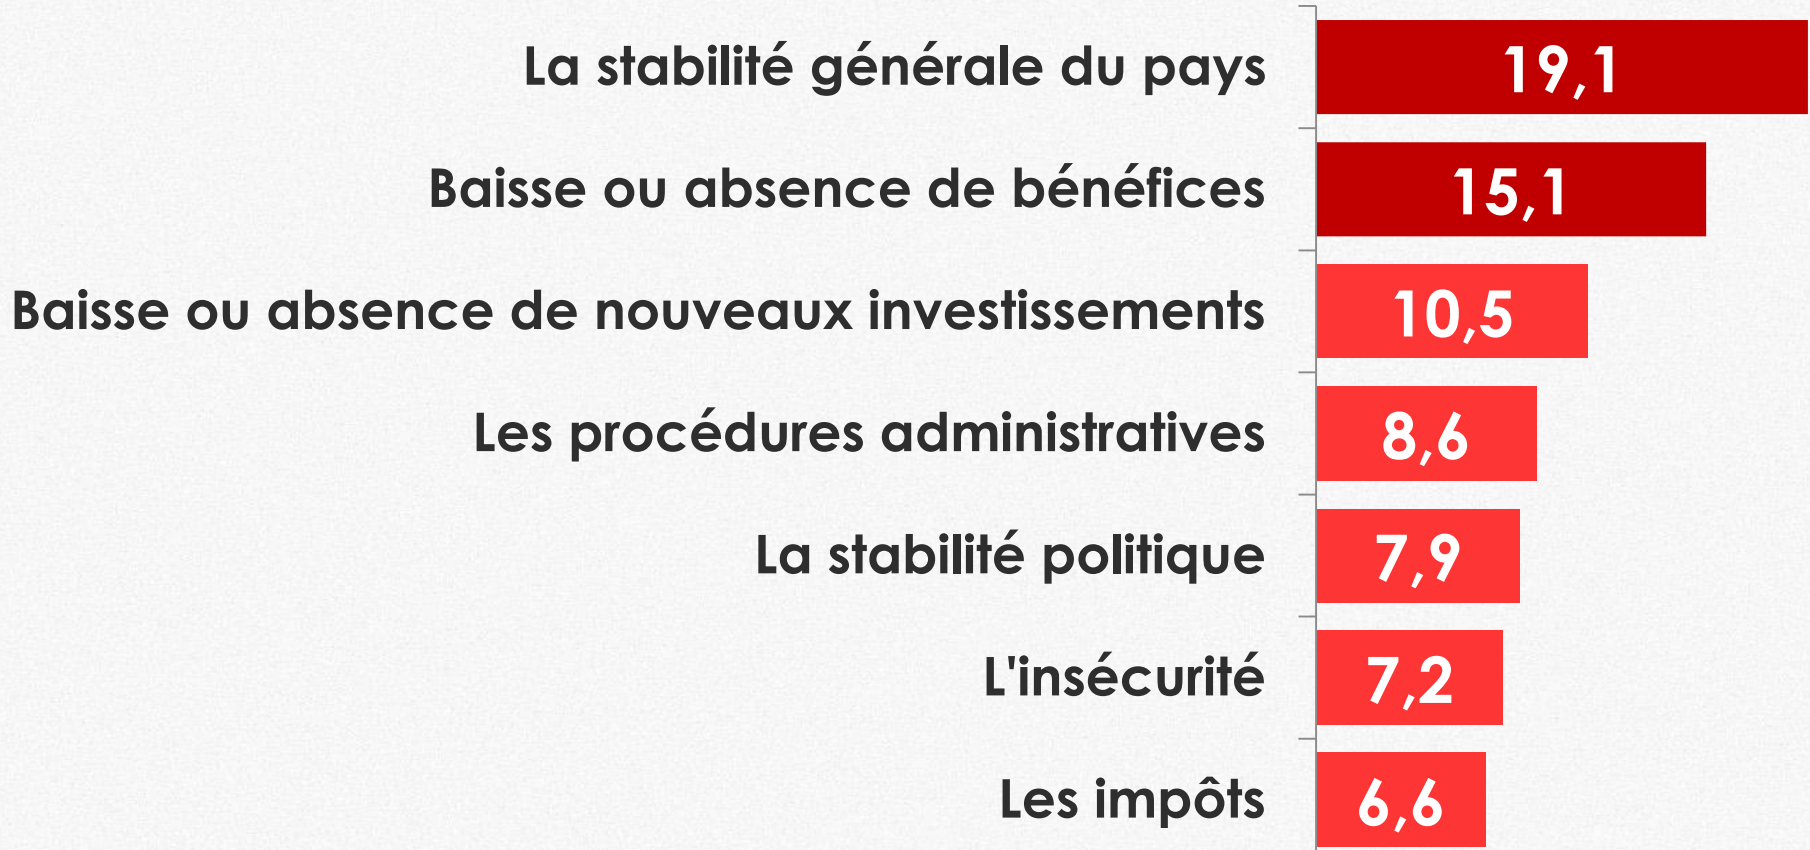 La stabilité générale du pays 19,1
Baisse ou absence de bénéfices 15,1
Baisse ou absence de nouveaux investissements 10,5
Les procédures administratives 8,6
La stabilité politique 7,9
L'insécurité 7,2
Les impôts 6,6